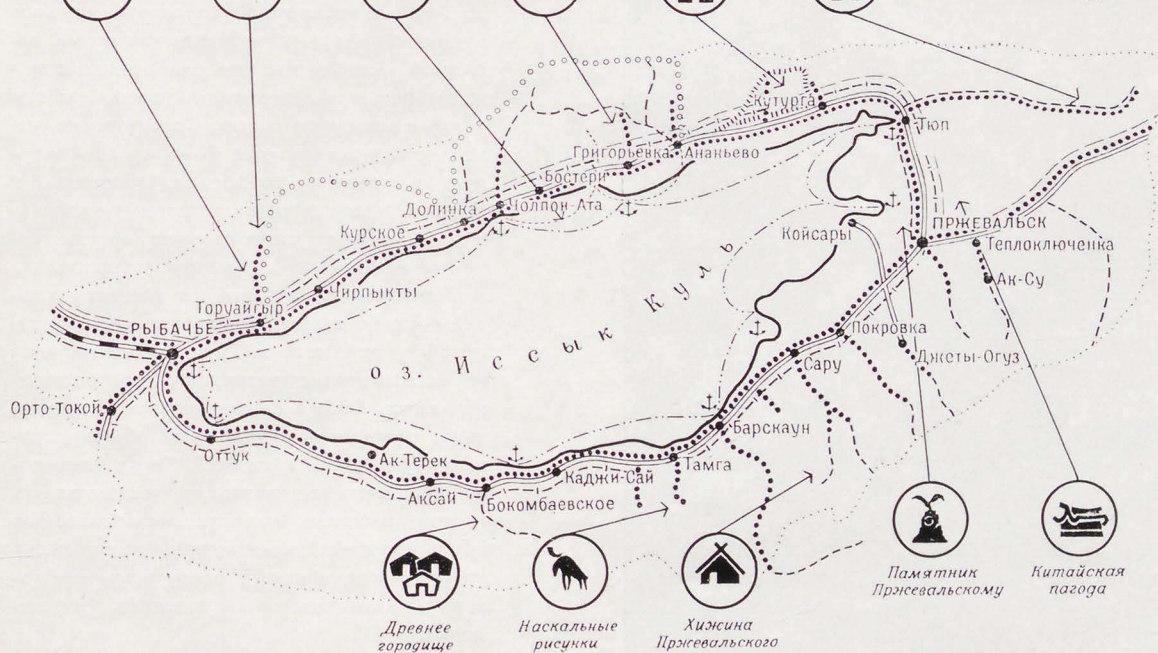 Кутурга
Тюп
Григорьевка
Ананьево
Бостери
Чолпон-Ата
Долинка
Курское
Койсары
ПРЖЕВАЛЬСК
Теплоключенка
Ак-Су
Чирпыкты
Торуайгыр
РЫБАЧЬЕ
оз. Иссык Куль
Покровка
Джеты-Огуз
Сару
Орто-Токой
Барскаун
Оттук
Ак-Терек
Тамга
Каджи-Сай
Аксай
Бокомбаевское
Памятник
Пржевальскому
Китайская
пагода
Древнее
городище
Наскальные
рисунки
Хижина
Пржевальского